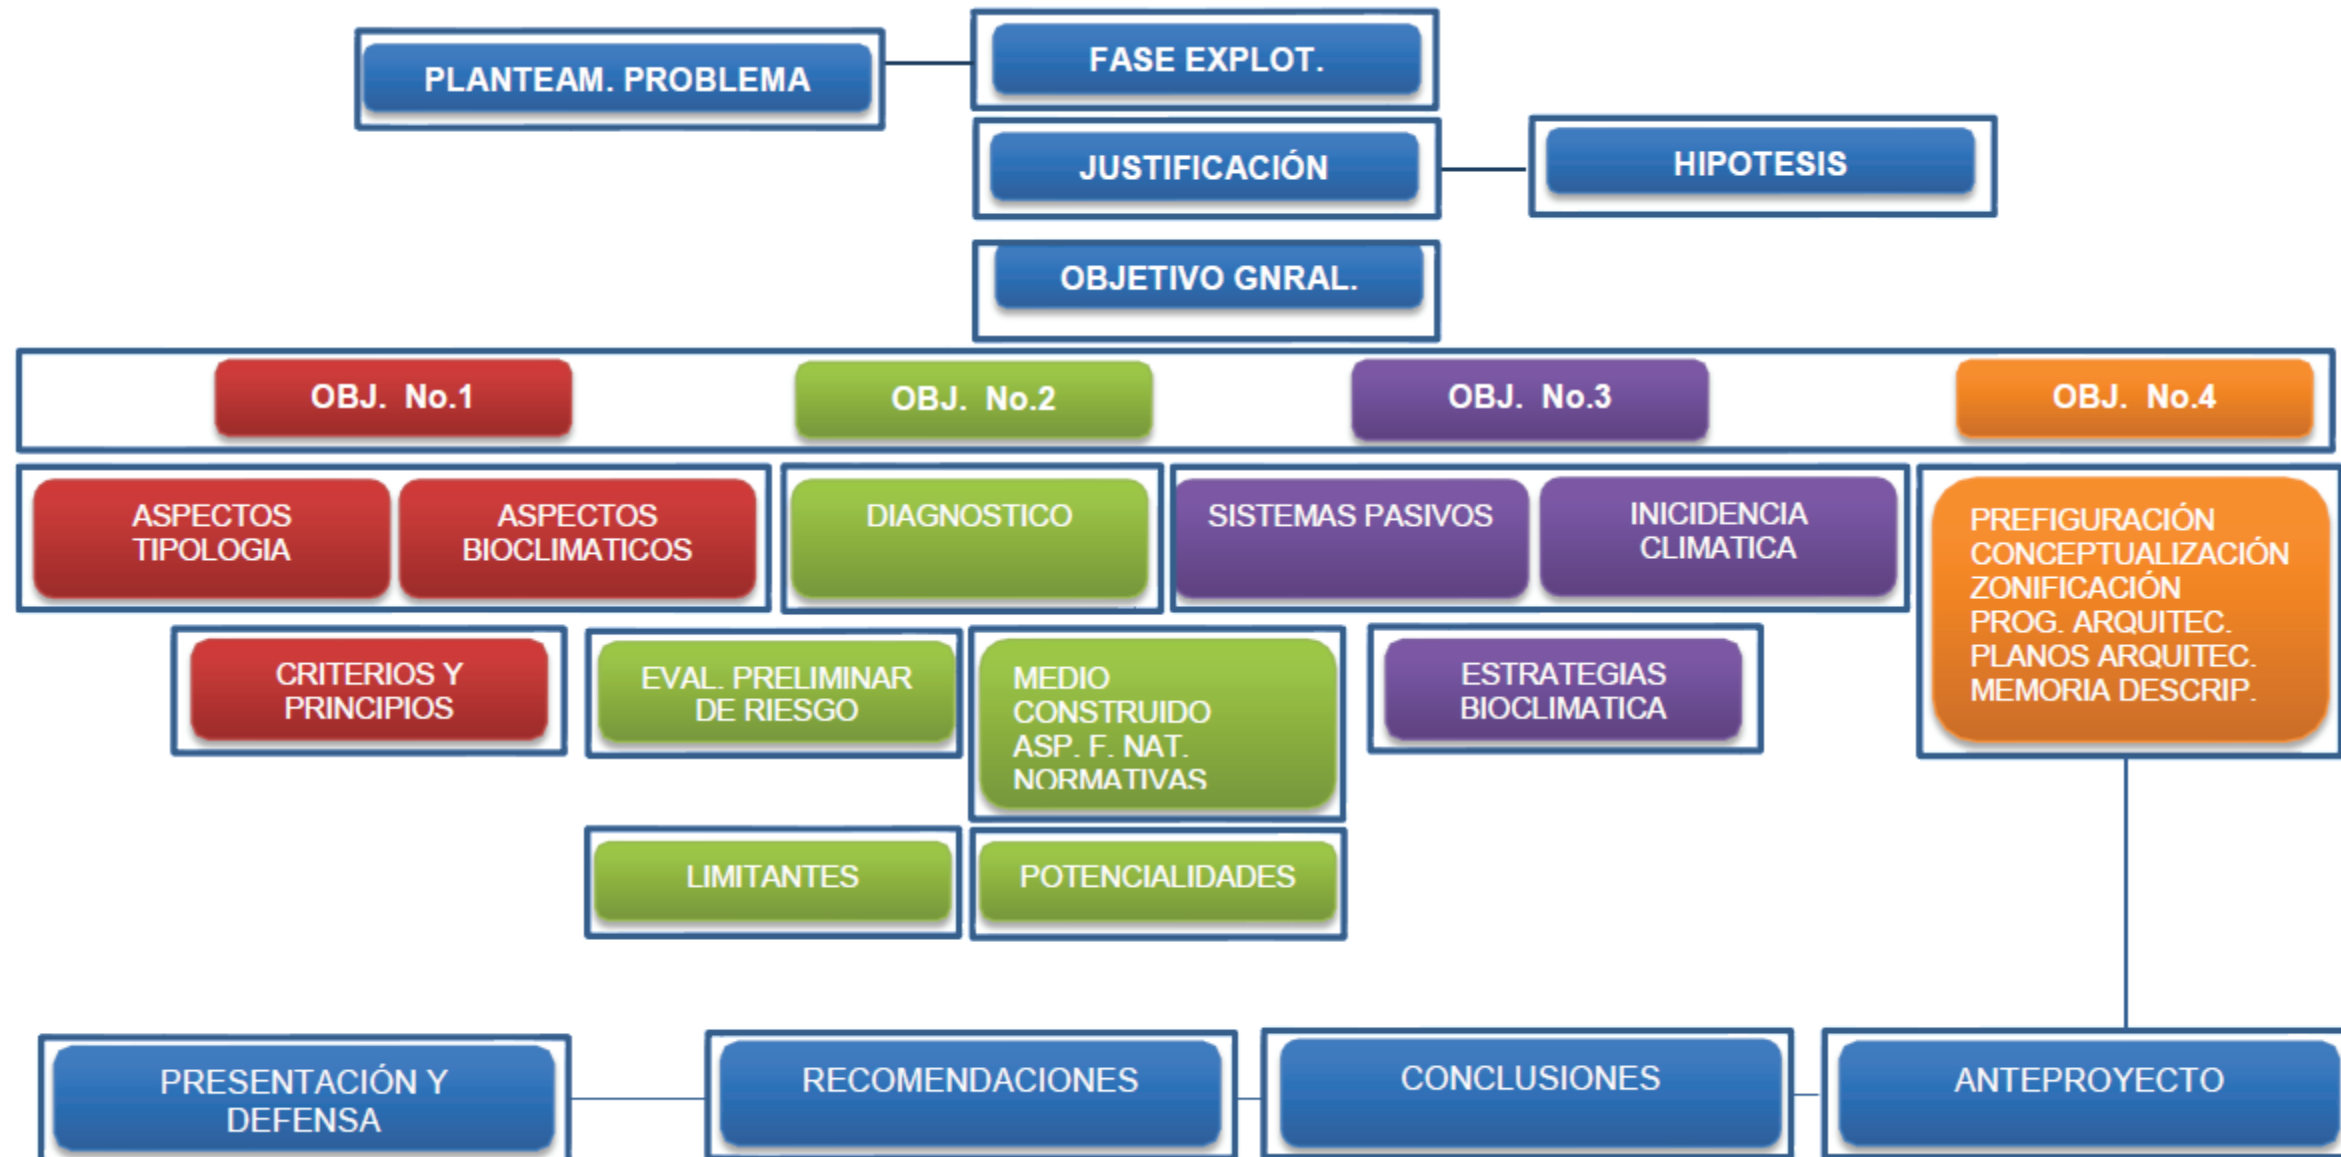 PLANTEAM. PROBLEMA
FASE EXPLOT.
JUSTIFICACIÓN
HIPOTESIS
OBJETIVO GNRAL.
OBJ. No.1
OBJ. No.2
OBJ. No.3
OBJ. No.4
ASPECTOS
TIPOLOGIA
ASPECTOS
BIOCLIMATICOS
DIAGNOSTICO
SISTEMAS PASIVOS
INICIDENCIA
CLIMATICA
PREFIGURACIÓN
CONCEPTUALIZACIÓN
ZONIFICACIÓN
PROG. ARQUITEC.
PLANOS ARQUITEC.
MEMORIA DESCRIP.
CRITERIOS Y
PRINCIPIOS
EVAL. PRELIMINAR
DE RIESGO
MEDIO
CONSTRUIDO
ASP. F. NAT.
NORMATIVAS
ESTRATEGIAS
BIOCLIMATICA
LIMITANTES
POTENCIALIDADES
PRESENTACIÓN Y
DEFENSA
RECOMENDACIONES
CONCLUSIONES
ANTEPROYECTO